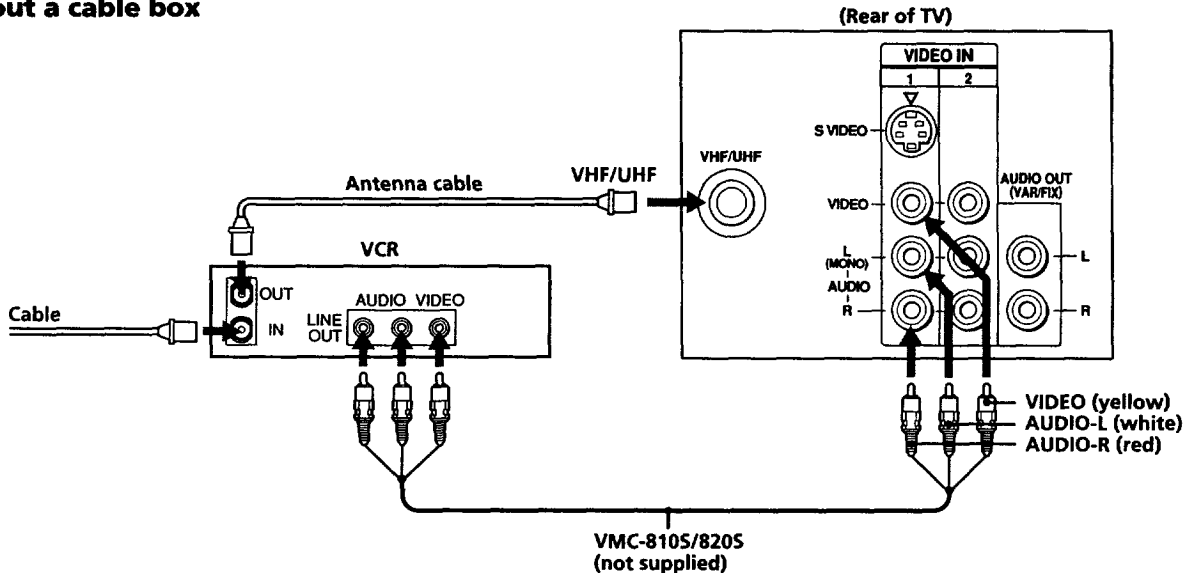 out a cable box
(Rear of TV)
VIDEO IN
1 2
S VIDEO
VHF/UHF
VHF/UHF
Antenna cable
AUDIO OUT
(VAR/FIX)
VIDEO
VCR
L
(MONO)
AUDIO
R
L
R
OUT
IN
Cable
AUDIO VIDEO
LINE
OUT
VIDEO (yellow)
AUDIO-L (white)
AUDIO-R (red)
VMC-810S/820S
(not supplied)